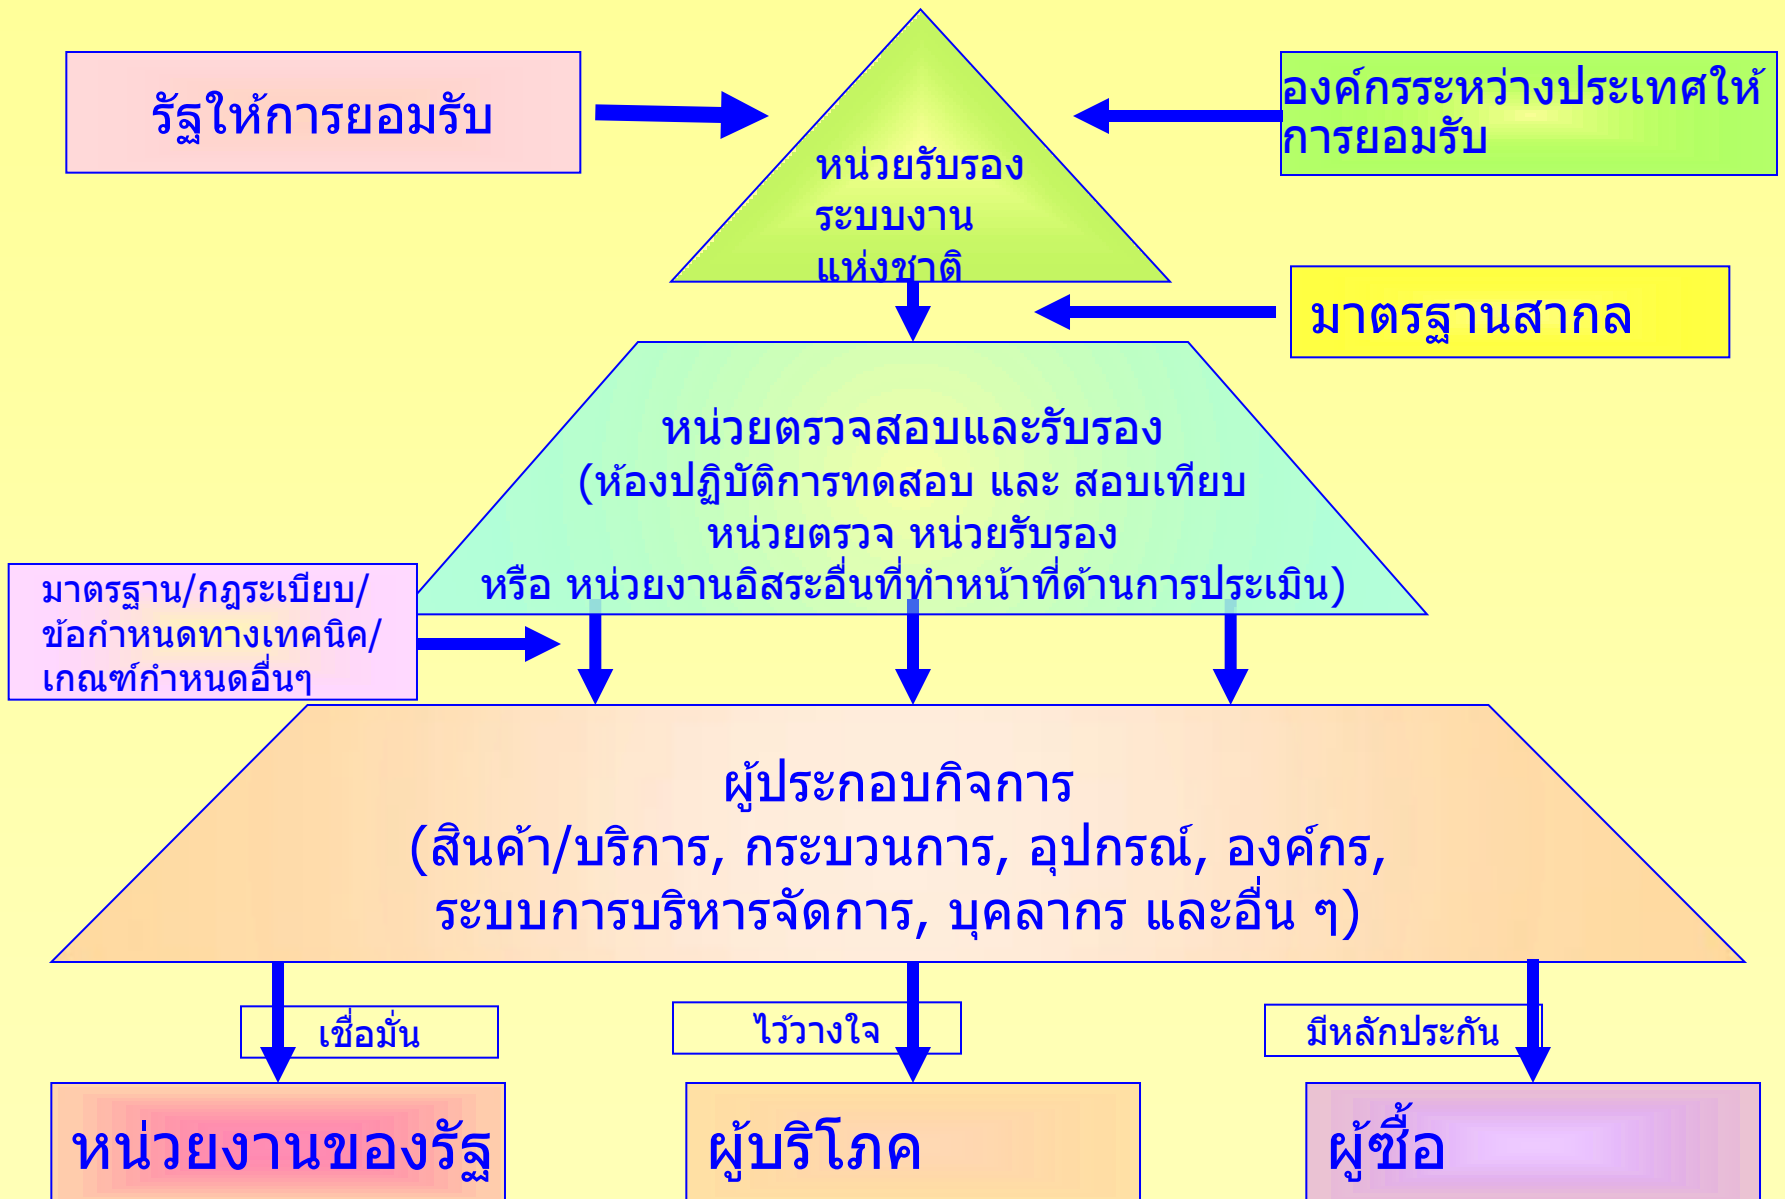 รัฐให้การยอมรับ
องค์กรระหว่างประเทศให้
การยอมรับ
หน่วยรับรอง
ระบบงาน
แห่งชาติ
มาตรฐานสากล
หน่วยตรวจสอบและรับรอง
(ห้องปฏิบัติการทดสอบ และ สอบเทียบ
หน่วยตรวจ หน่วยรับรอง
หรือ หน่วยงานอิสระอื่นที่ทำหน้าที่ด้านการประเมิน)
มาตรฐาน/กฎระเบียบ/
ข้อกำหนดทางเทคนิค/
เกณฑ์กำหนดอื่นๆ
ผู้ประกอบกิจการ
(สินค้า/บริการ, กระบวนการ, อุปกรณ์, องค์กร,
ระบบการบริหารจัดการ, บุคลากร และอื่น ๆ)
เชื่อมั่น
ไว้วางใจ
มีหลักประกัน
หน่วยงานของรัฐ
ผู้บริโภค
ผู้ซื้อ